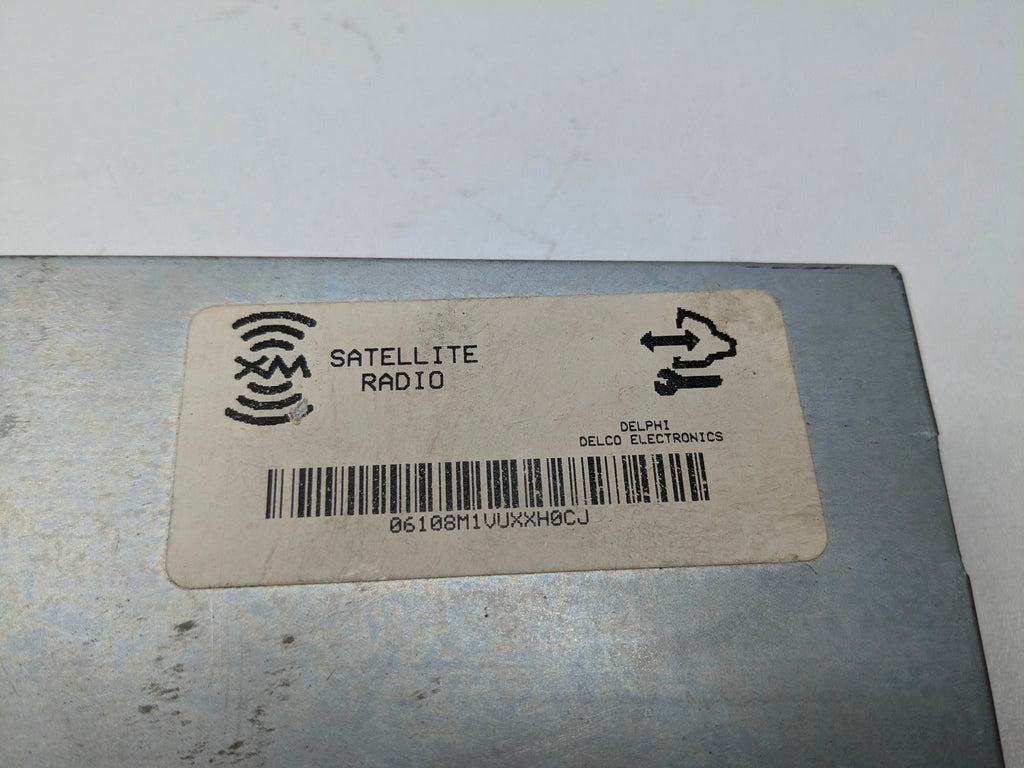 XM
SATELLITE
RADIO
DELPHI
DELCO ELECTRONICS
06108M1VUXXH0CJ